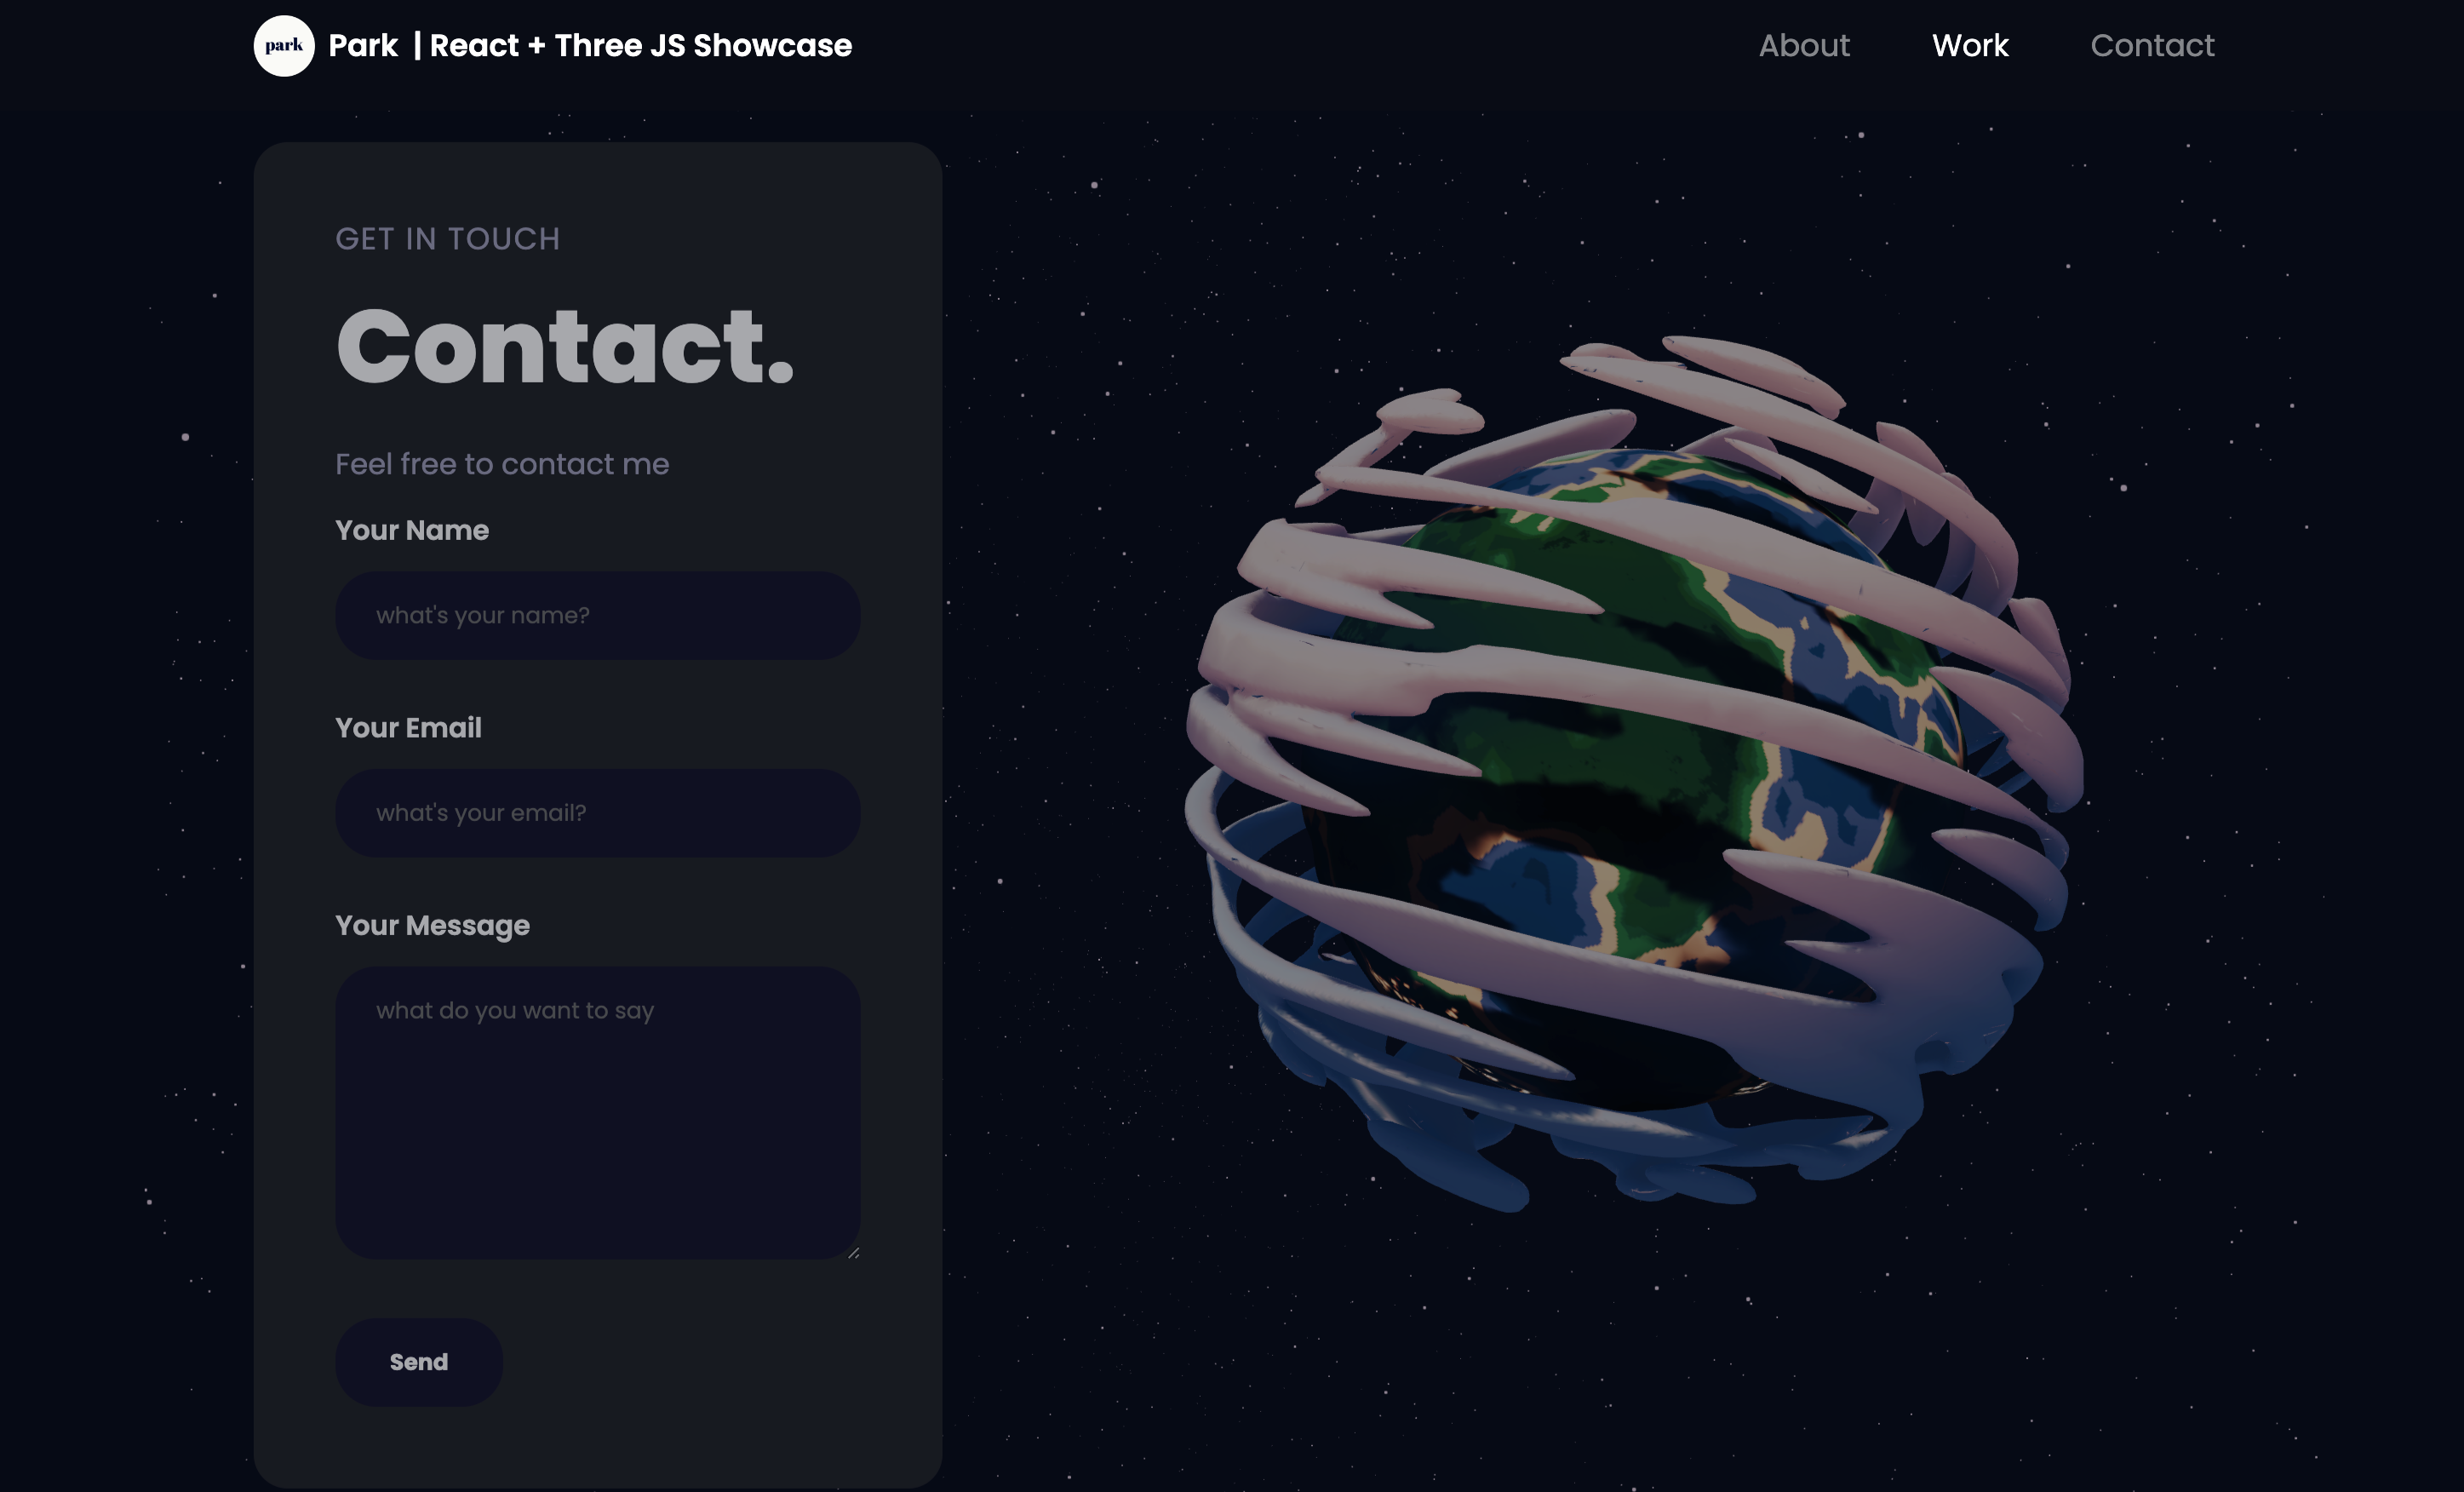 park
Park | React + Three JS Showcase
About
Work
Contact
GET IN TOUCH
Contact.
Feel free to contact me
Your Name
what's your name?
Your Email
what's your email?
Your Message
what do you want to say
Send